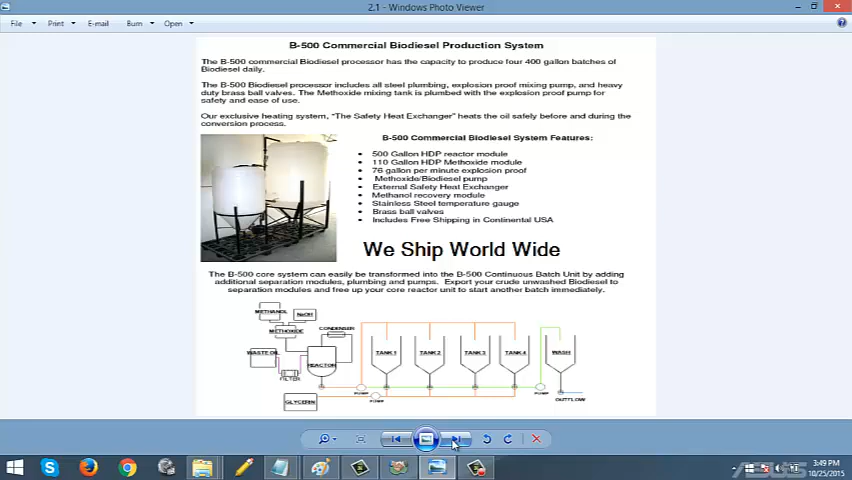 2.1 - Windows Photo Viewer
File Print E-mail Burn Open
B-500 Commercial Biodiesel Production System
The B-500 commercial Biodiesel processor has the capacity to produce four 400 gallon batches of
Biodiesel daily.
The B-500 Biodiesel processor includes all steel plumbing, explosion proof mixing pump, and heavy
duty brass ball valves. The Methoxide mixing tank is plumbed with the explosion proof pump for
safety and ease of use.
Our exclusive heating system, "The Safety Heat Exchanger" heats the oil safely before and during the
conversion process.
B-500 Commercial Biodiesel System Features:
• 500 Gallon HDP reactor module
• 110 Gallon HDP Methoxide module
• 76 gallon per minute explosion proof
• Methoxide/Biodiesel pump
• External Safety Heat Exchanger
• Methanol recovery module
• Stainless Steel temperature gauge
• Brass ball valves
• Includes Free Shipping in Continental USA
We Ship World Wide
The B-500 core system can easily be transformed into the B-500 Continuous Batch Unit by adding
additional separation modules, plumbing and pumps. Export your crude unwashed Biodiesel to
separation modules and free up your core reactor unit to start another batch immediately.
METHANOL
NaOH
METHOXIDE
CONDENSER
WASTE OIL
REACTOR
TANK 1
TANK 2
TANK 3
TANK 4
WASH
FILTER
PUMP
PUMP
PUMP
GLYCERIN
OUTFLOW
3:49 PM
10/25/2015
ASUS